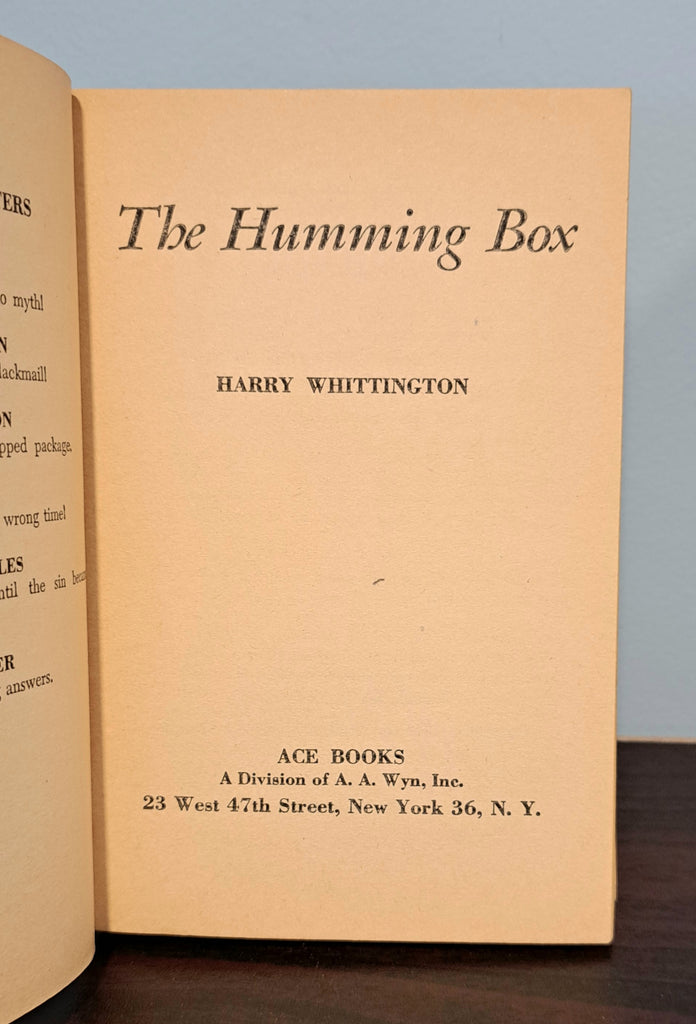 TERS
o myth!
N
lackmail!
ON
pped package.
wrong time!
LES
ntil the sin
ER
answers.
The Humming Box
HARRY WHITTINGTON
ACE BOOKS
A Division of A. A. Wyn, Inc.
23 West 47th Street, New York 36, N. Y.